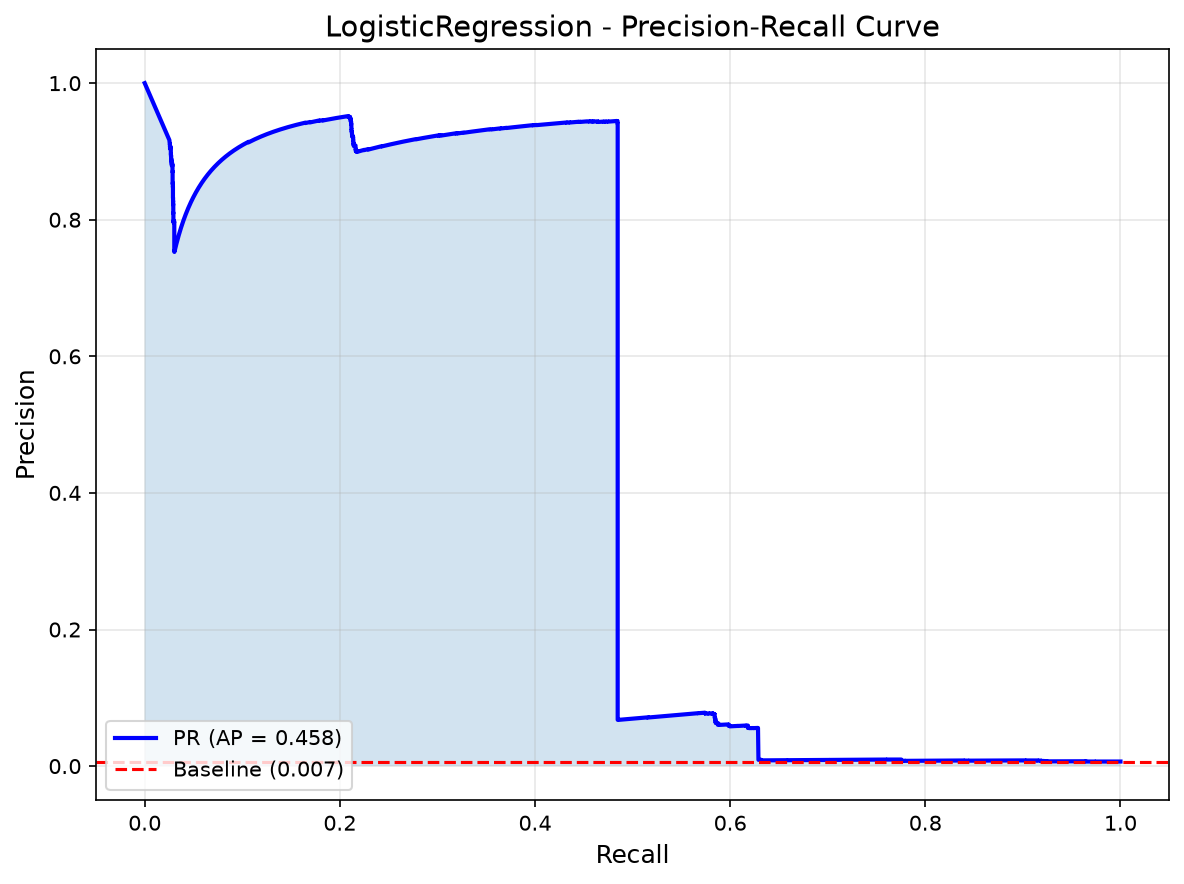 LogisticRegression - Precision-Recall Curve
1.0
0.8
0.6
0.4
0.2
0.0
Precision
PR (AP = 0.458)
Baseline (0.007)
0.0 0.2 0.4 0.6 0.8 1.0
Recall